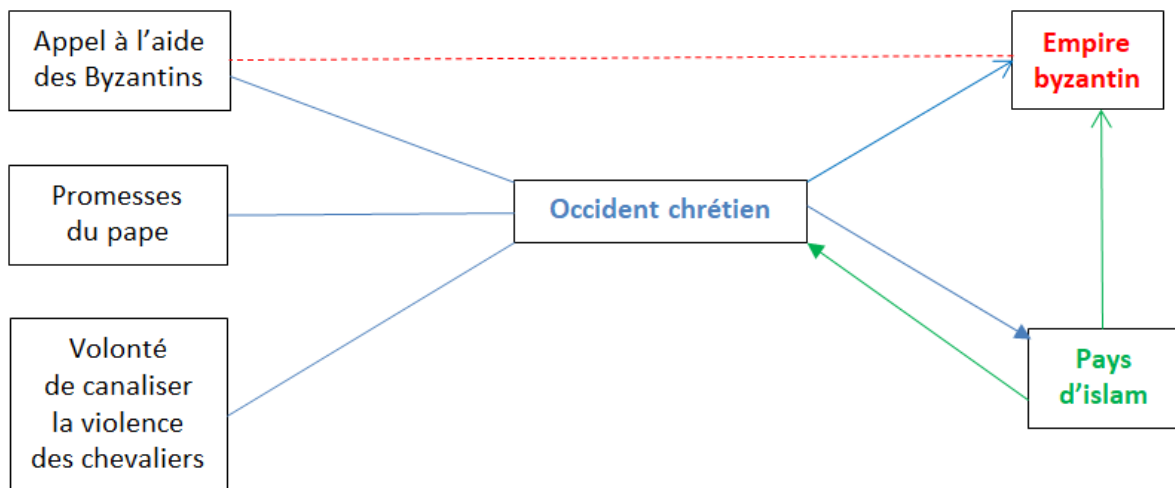 Appel à l’aide
des Byzantins
Empire
byzantin
Promesses
du pape
Occident chrétien
Volonté
de canaliser
la violence
des chevaliers
Pays
d’islam